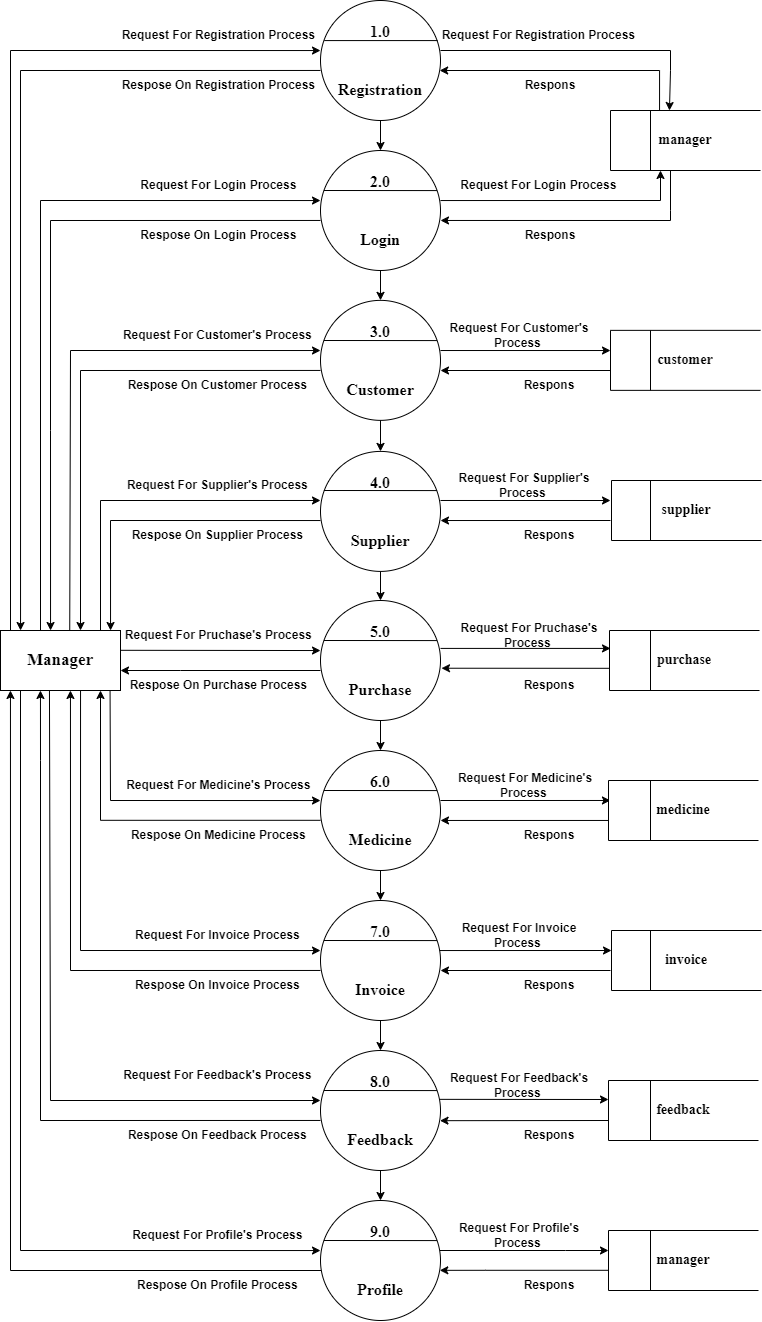 1.0
Request For Registration Process
Request For Registration Process
Respose On Registration Process
Registration
Respons
manager
2.0
Request For Login Process
Request For Login Process
Respose On Login Process
Login
Respons
3.0
Request For Customer's Process
Request For Customer's
Process
customer
Respose On Customer Process
Customer
Respons
4.0
Request For Supplier's Process
Request For Supplier's
Process
supplier
Respose On Supplier Process
Supplier
Respons
5.0
Request For Pruchase's Process
Request For Pruchase's
Process
Manager
purchase
Respose On Purchase Process
Purchase
Respons
6.0
Request For Medicine's Process
Request For Medicine's
Process
medicine
Respose On Medicine Process
Medicine
Respons
7.0
Request For Invoice Process
Request For Invoice
Process
invoice
Respose On Invoice Process
Invoice
Respons
8.0
Request For Feedback's Process
Request For Feedback's
Process
feedback
Respose On Feedback Process
Feedback
Respons
9.0
Request For Profile's Process
Request For Profile's
Process
manager
Respose On Profile Process
Profile
Respons